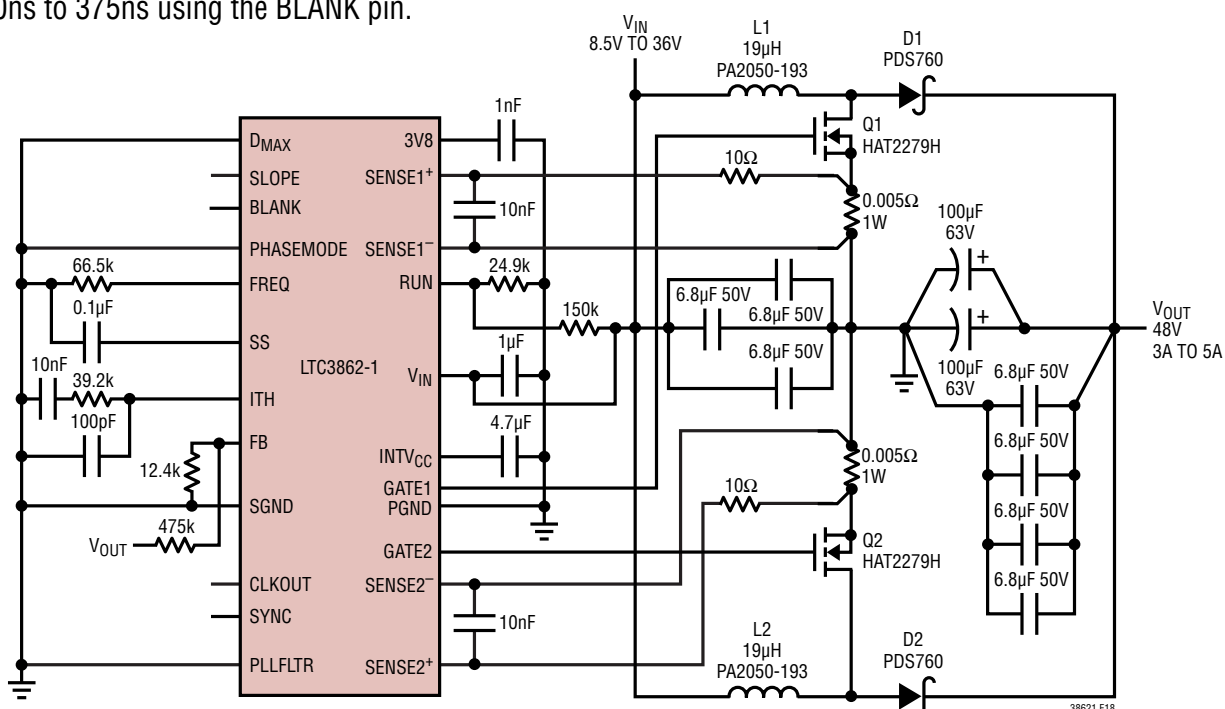 0ns to 375ns using the BLANK pin.
VIN
8.5V TO 36V
L1
19µH
PA2050-193
D1
PDS760
1nF
DMAX
3V8
Q1
HAT2279H
SLOPE
SENSE1+
10Ω
BLANK
10nF
0.005Ω
1W
100µF
63V
+
PHASEMODE
SENSE1–
66.5k
FREQ
RUN
24.9k
6.8µF 50V
6.8µF 50V
0.1µF
150k
+
VOUT
48V
3A TO 5A
SS
1µF
6.8µF 50V
10nF
39.2k
LTC3862-1
VIN
100µF
63V
6.8µF 50V
ITH
100pF
4.7µF
FB
INTVCC
6.8µF 50V
12.4k
0.005Ω
1W
GATE1
10Ω
SGND
PGND
6.8µF 50V
475k
VOUT
GATE2
Q2
HAT2279H
6.8µF 50V
CLKOUT
SENSE2–
SYNC
10nF
L2
19µH
PA2050-193
D2
PDS760
PLLFLTR
SENSE2+
38621 F18